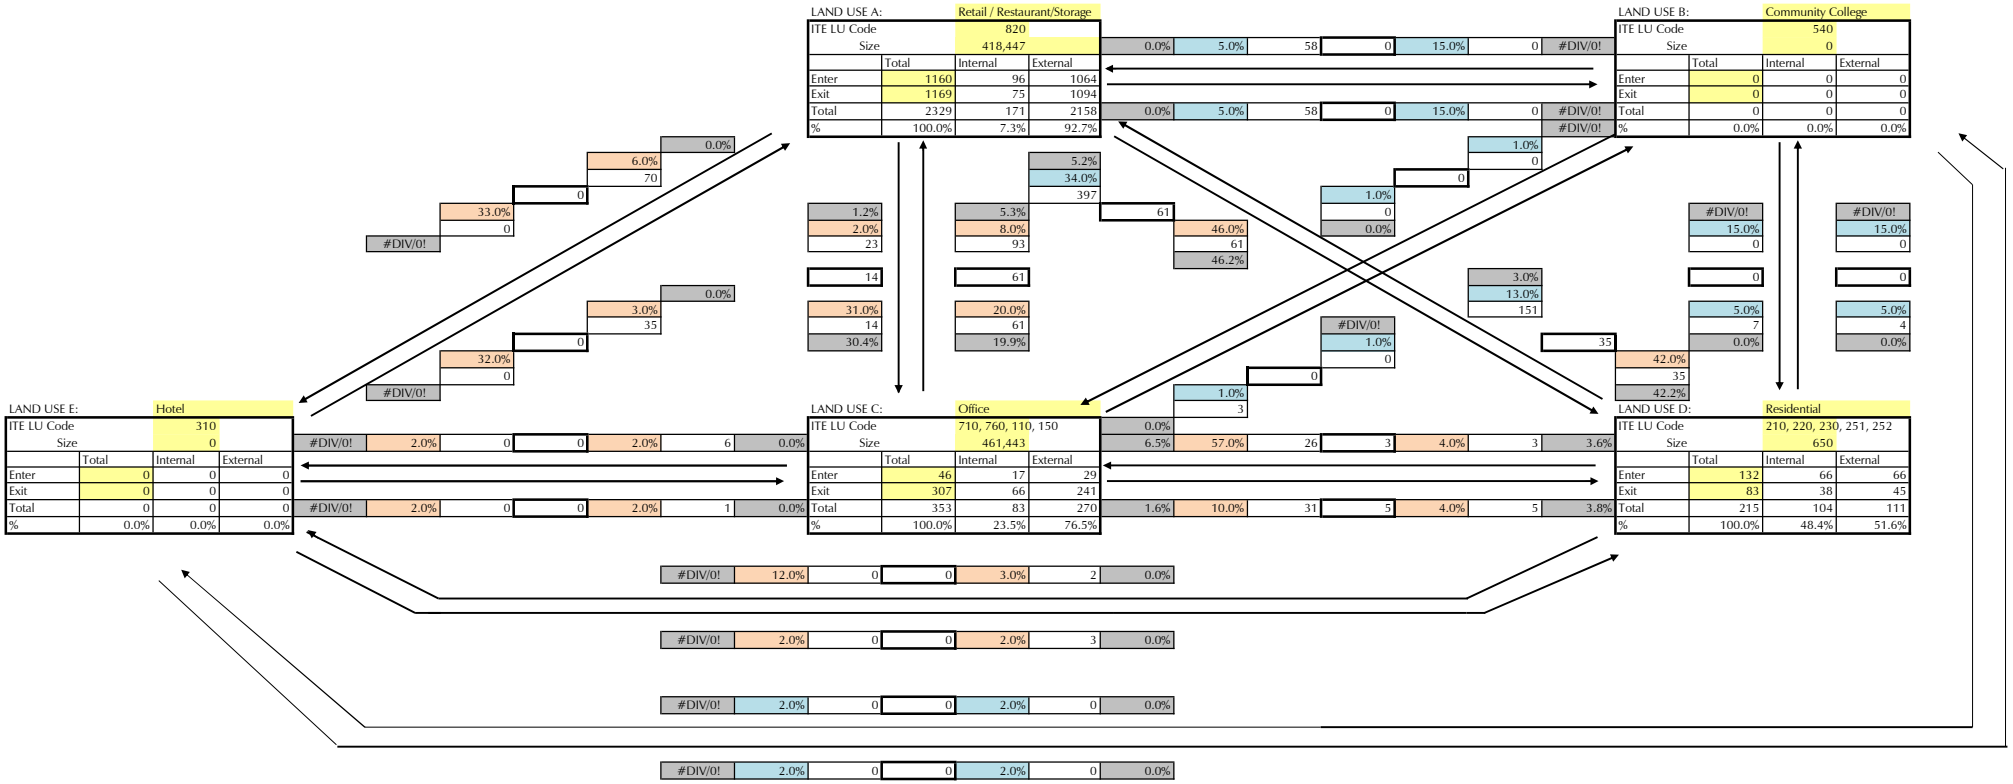 LAND USE A: Retail / Restaurant/Storage LAND USE B: Community College
ITE LU Code 820 ITE LU Code 540
Size 418,447 0.0% 5.0% 58 0 15.0% 0 #DIV/0! Size 0
Total Internal External Total Internal External
Enter 1160 96 1064 Enter 0 0 0
Exit 1169 75 1094 Exit 0 0 0
Total 2329 171 2158 0.0% 5.0% 58 0 15.0% 0 #DIV/0! Total 0 0 0
% 100.0% 7.3% 92.7% #DIV/0! % 0.0% 0.0% 0.0%
0.0% 1.0%
6.0% 5.2% 0
70 34.0% 0
0 397 1.0%
33.0% 1.2% 5.3% 61 0 #DIV/0! #DIV/0!
0 2.0% 8.0% 46.0% 0.0% 15.0% 15.0%
#DIV/0! 23 93 61 0 0
46.2%
14 61 3.0% 0 0
0.0% 13.0%
3.0% 31.0% 20.0% 151 5.0% 5.0%
35 14 61 #DIV/0! 7 4
0 30.4% 19.9% 1.0% 35 0.0% 0.0%
32.0% 0 42.0%
0 0 35
#DIV/0! 1.0% 42.2%
LAND USE E: Hotel LAND USE C: Office 3 LAND USE D: Residential
ITE LU Code 310 ITE LU Code 710, 760, 110, 150 0.0% ITE LU Code 210, 220, 230, 251, 252
Size 0 #DIV/0! 2.0% 0 0 2.0% 6 0.0% Size 461,443 6.5% 57.0% 26 3 4.0% 3 3.6% Size 650
Total Internal External Total Internal External Total Internal External
Enter 0 0 0 Enter 46 17 29 Enter 132 66 66
Exit 0 0 0 Exit 307 66 241 Exit 83 38 45
Total 0 0 0 #DIV/0! 2.0% 0 0 2.0% 1 0.0% Total 353 83 270 1.6% 10.0% 31 5 4.0% 5 3.8% Total 215 104 111
% 0.0% 0.0% 0.0% % 100.0% 23.5% 76.5% % 100.0% 48.4% 51.6%
#DIV/0! 12.0% 0 0 3.0% 2 0.0%
#DIV/0! 2.0% 0 0 2.0% 3 0.0%
#DIV/0! 2.0% 0 0 2.0% 0 0.0%
#DIV/0! 2.0% 0 0 2.0% 0 0.0%